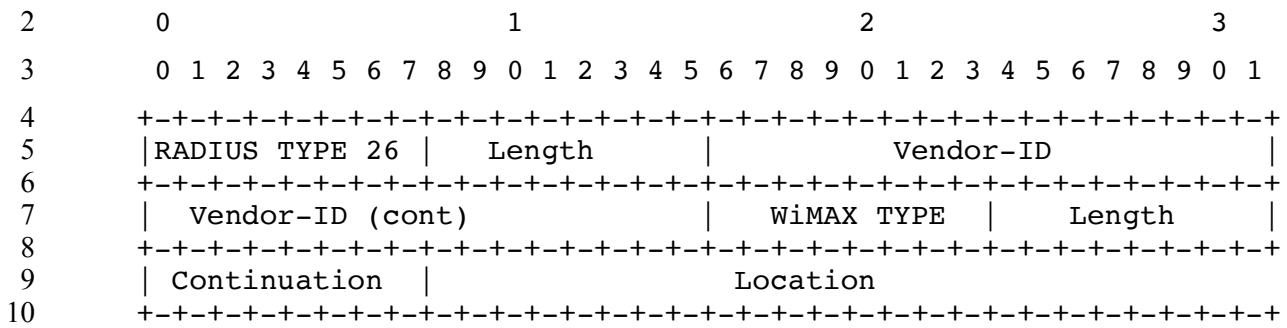 2 0 1 2 3
3 0 1 2 3 4 5 6 7 8 9 0 1 2 3 4 5 6 7 8 9 0 1 2 3 4 5 6 7 8 9 0 1
4 +-+-+-+-+-+-+-+-+-+-+-+-+-+-+-+-+-+-+-+-+-+-+-+-+-+-+-+-+-+-+-+-+
5 |RADIUS TYPE 26 | Length | Vendor-ID |
6 +-+-+-+-+-+-+-+-+-+-+-+-+-+-+-+-+-+-+-+-+-+-+-+-+-+-+-+-+-+-+-+-+
7 | Vendor-ID (cont) | WiMAX TYPE | Length |
8 +-+-+-+-+-+-+-+-+-+-+-+-+-+-+-+-+-+-+-+-+-+-+-+-+-+-+-+-+-+-+-+-+
9 | Continuation | Location
10 +-+-+-+-+-+-+-+-+-+-+-+-+-+-+-+-+-+-+-+-+-+-+-+-+-+-+-+-+-+-+-+-+